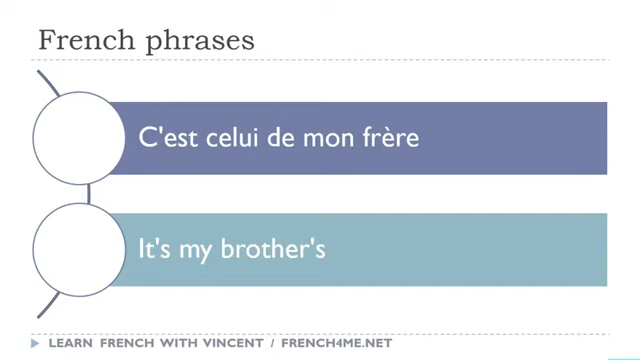 French phrases
C'est celui de mon frère
It's my brother's
LEARN FRENCH WITH VINCENT / FRENCH4ME.NET